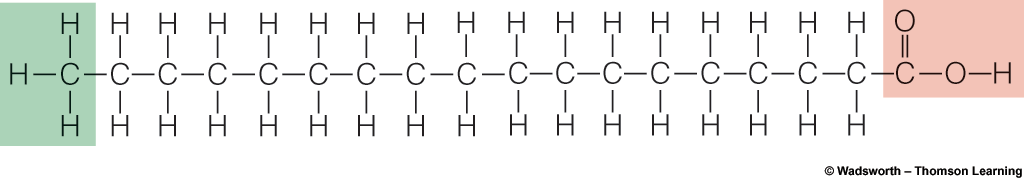 H H H H H H H H H H H H H H H H H O
H—C—C—C—C—C—C—C—C—C—C—C—C—C—C—C—C—C—C—O—H
H H H H H H H H H H H H H H H H H
© Wadsworth – Thomson Learning